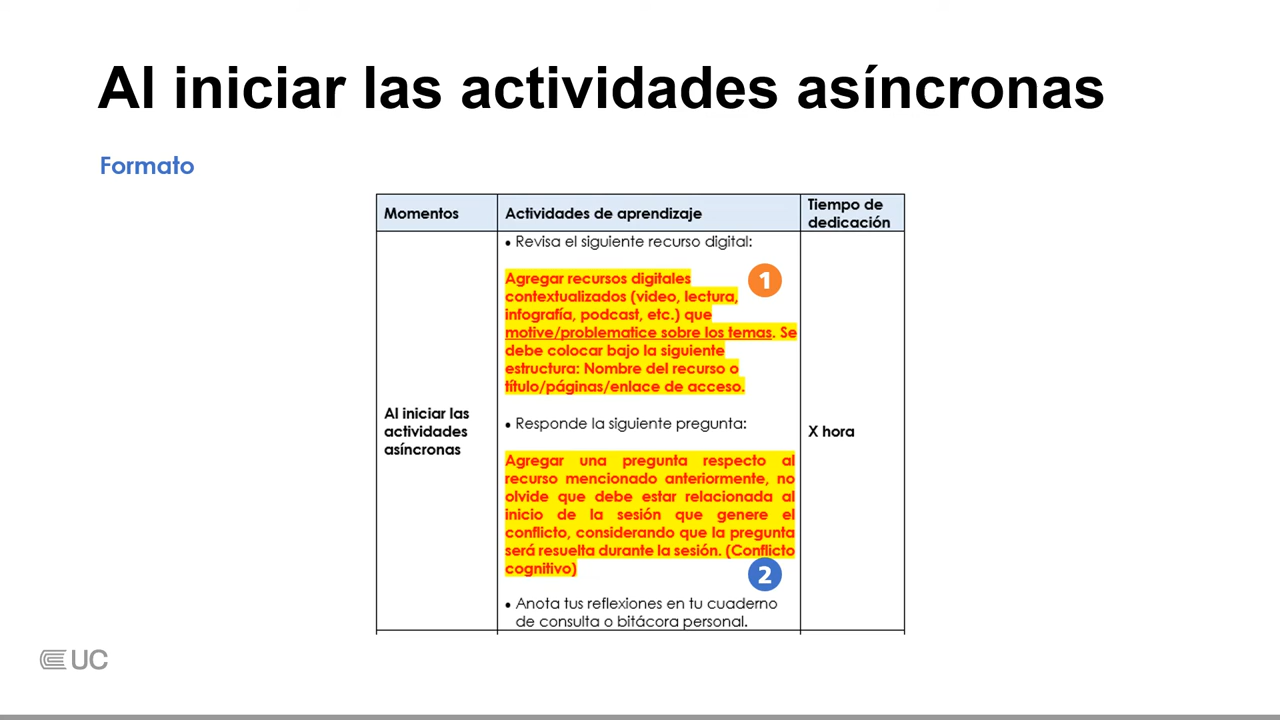 Al iniciar las actividades asíncronas
Formato
Momentos
Actividades de aprendizaje
Tiempo de
dedicación
• Revisa el siguiente recurso digital:
Agregar recursos digitales
contextualizados (video, lectura,
infografía, podcast, etc.) que
motive/problematice sobre los temas. Se
debe colocar bajo la siguiente
estructura: Nombre del recurso o
título/páginas/enlace de acceso.
1
• Responde la siguiente pregunta:
Agregar una pregunta respecto al
recurso mencionado anteriormente, no
olvide que debe estar relacionada al
inicio de la sesión que genere el
conflicto, considerando que la pregunta
será resuelta durante la sesión. (Conflicto
cognitivo)
2
• Anota tus reflexiones en tu cuaderno
de consulta o bitácora personal.
Al iniciar las
actividades
asíncronas
X hora
UC